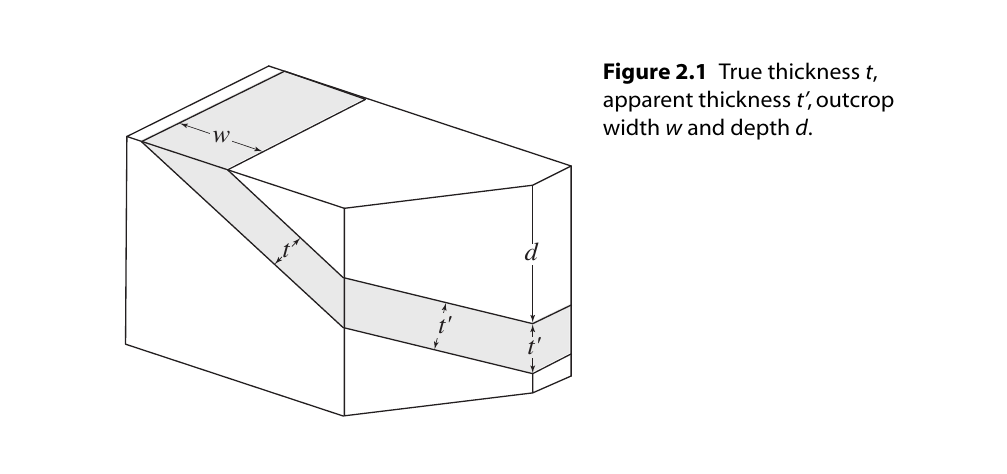 Figure 2.1 True thickness t,
apparent thickness t′, outcrop
width w and depth d.
w
t
d
t'
t'